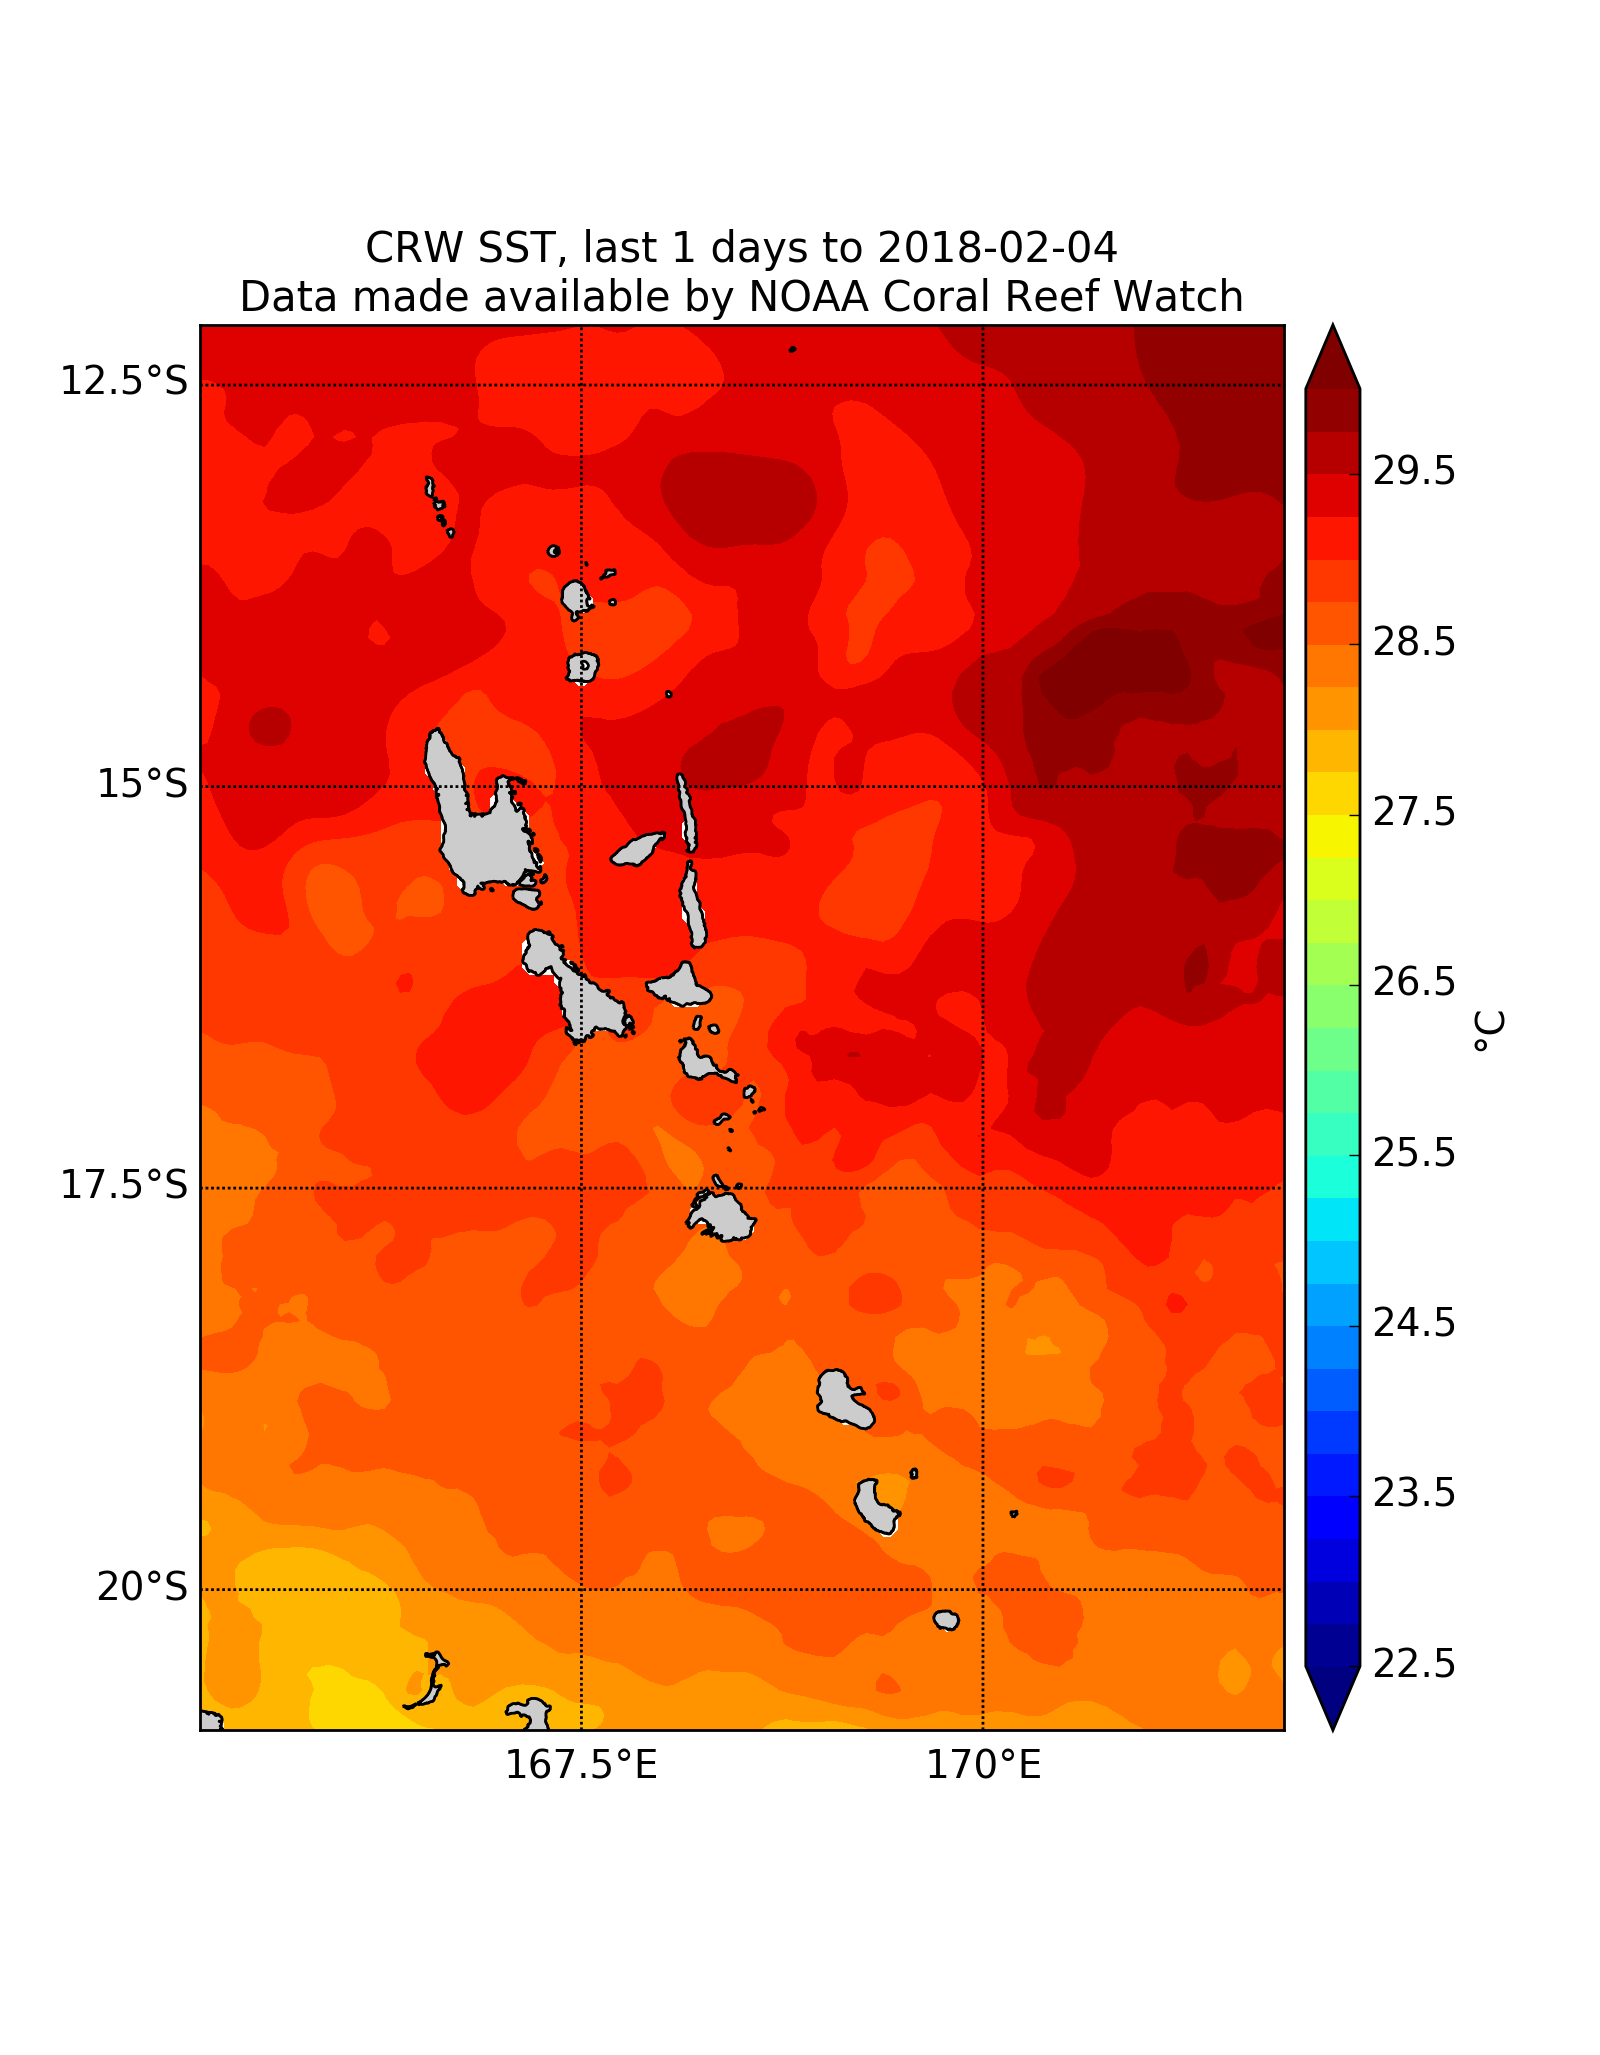 CRW SST, last 1 days to 2018-02-04
Data made available by NOAA Coral Reef Watch
12.5°S
15°S
17.5°S
20°S
167.5°E
170°E
29.5
28.5
27.5
26.5
25.5
24.5
23.5
22.5
°C